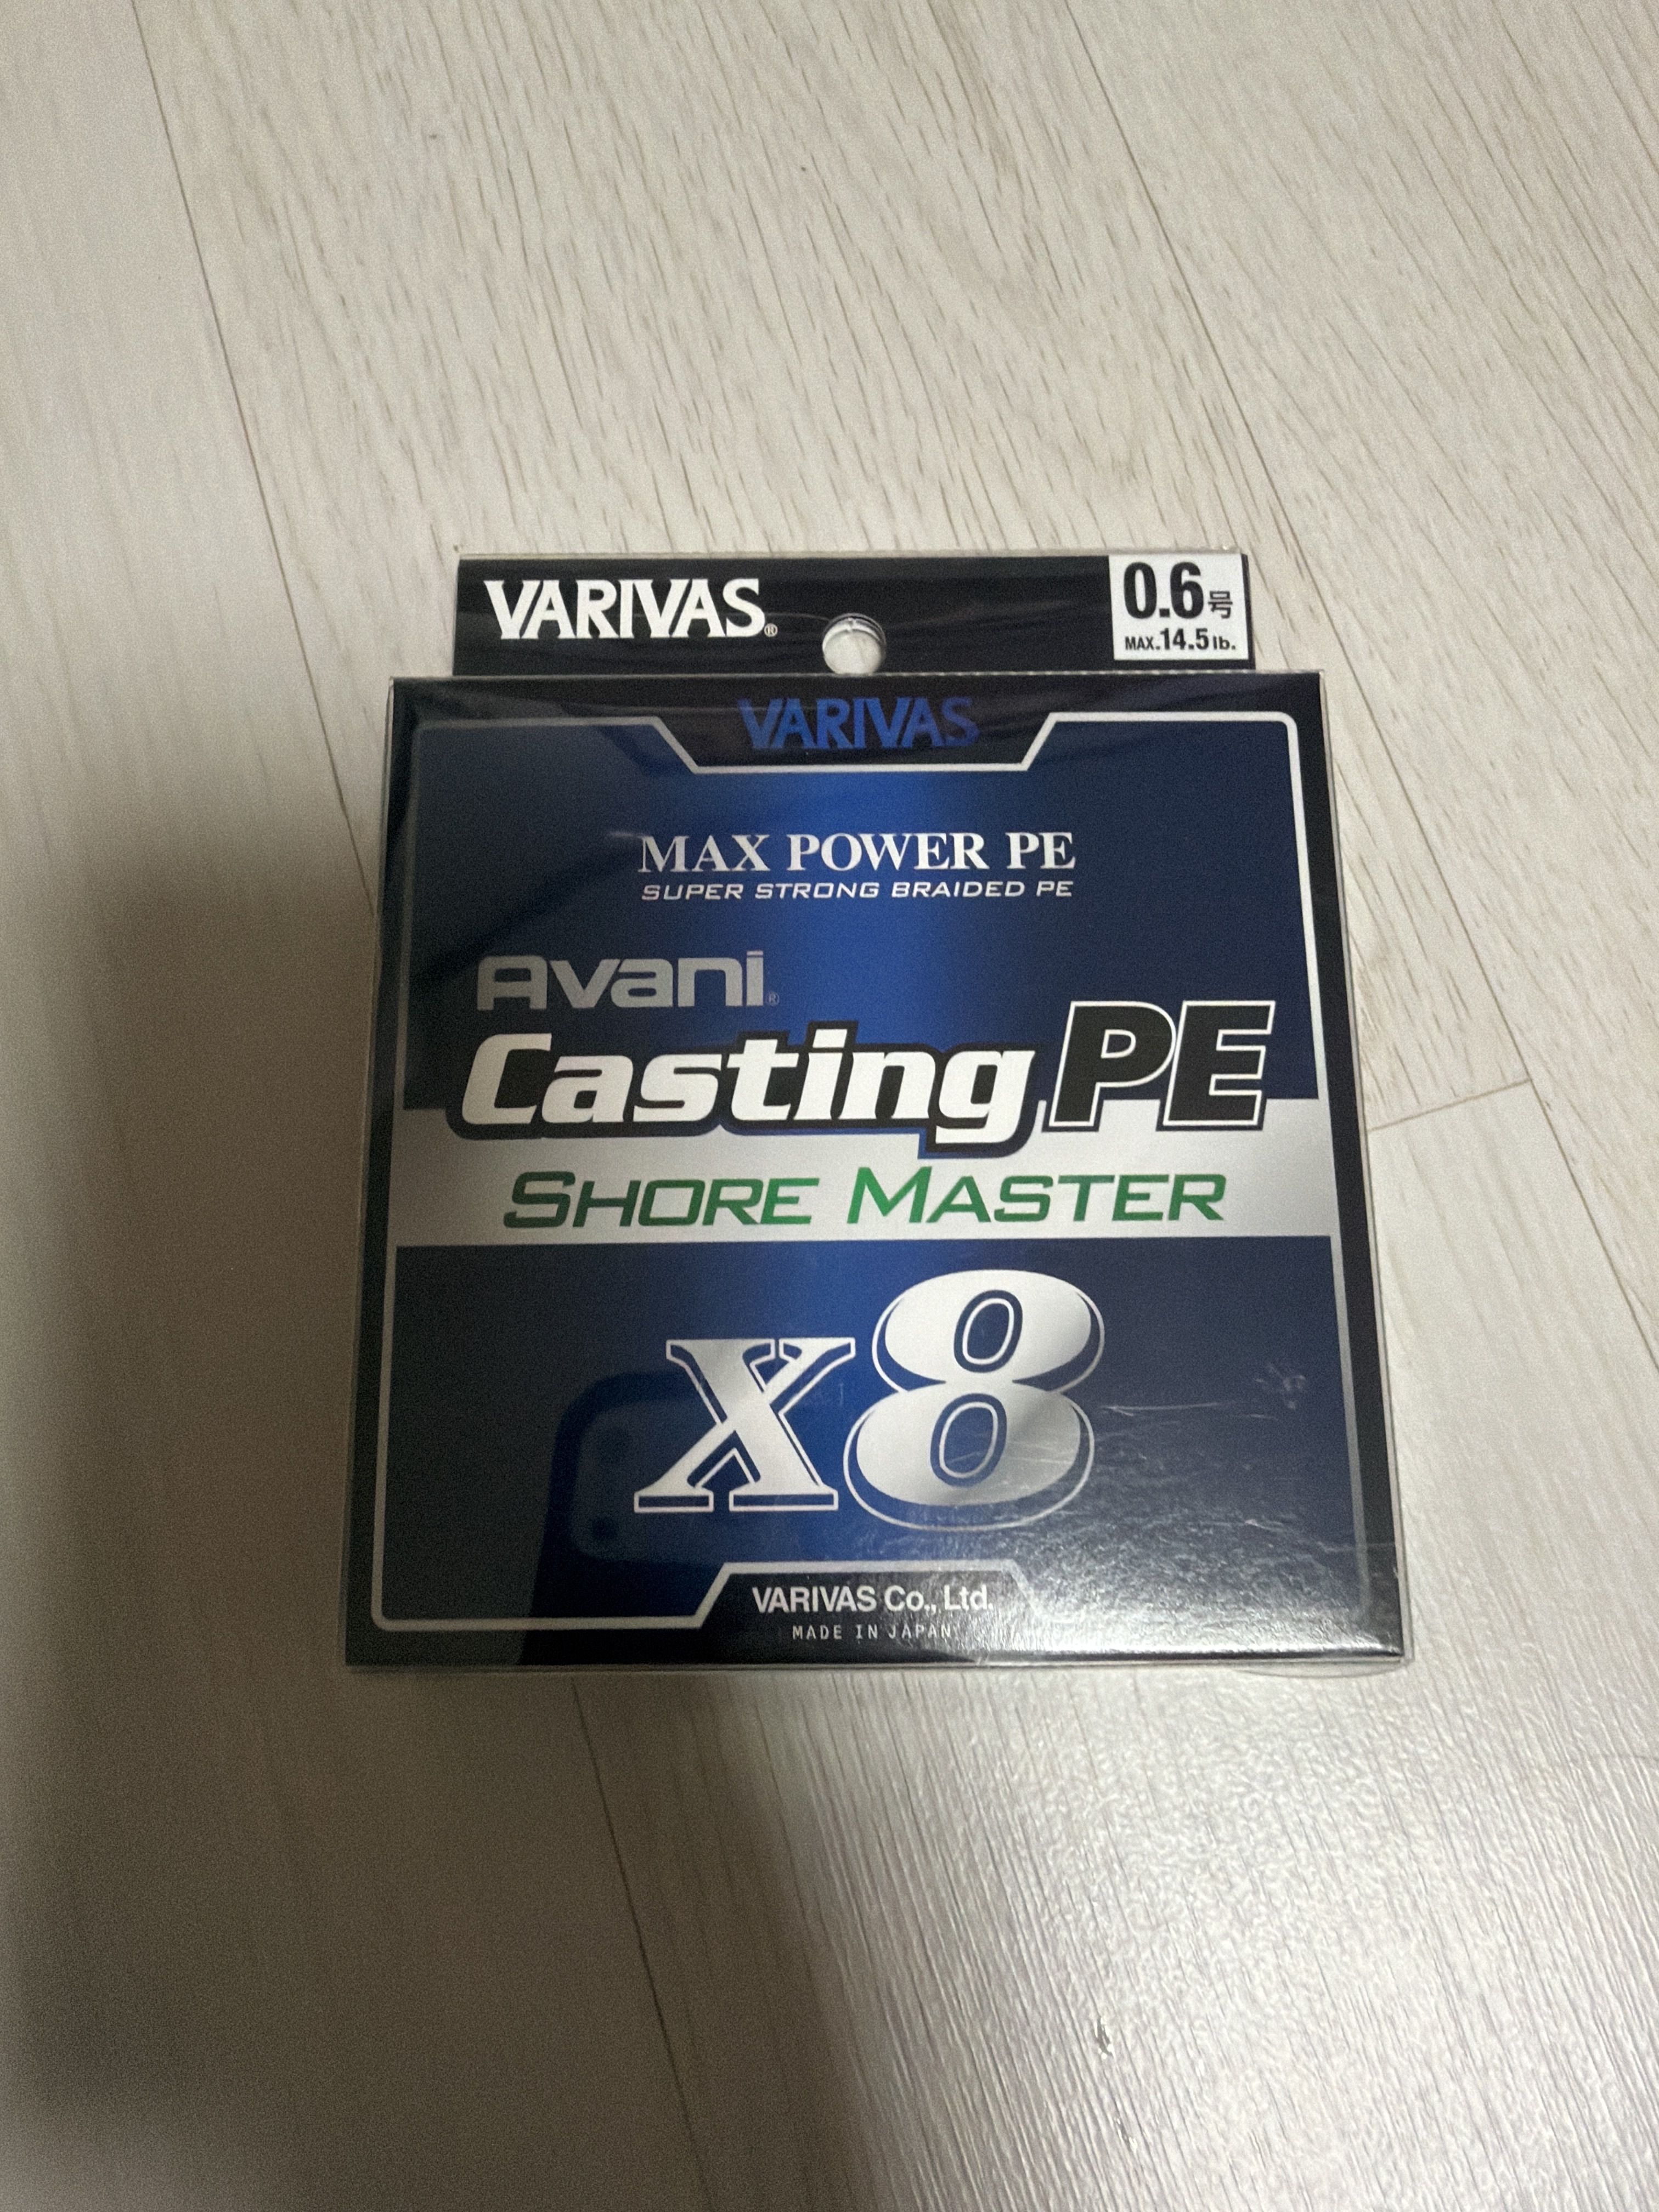 VARIVAS®
0.6号
MAX.14.5lb.
VARIVAS
MAX POWER PE
SUPER STRONG BRAIDED PE
Avani®
Casting PE
SHORE MASTER
X8
VARIVAS Co., Ltd.
MADE IN JAPAN